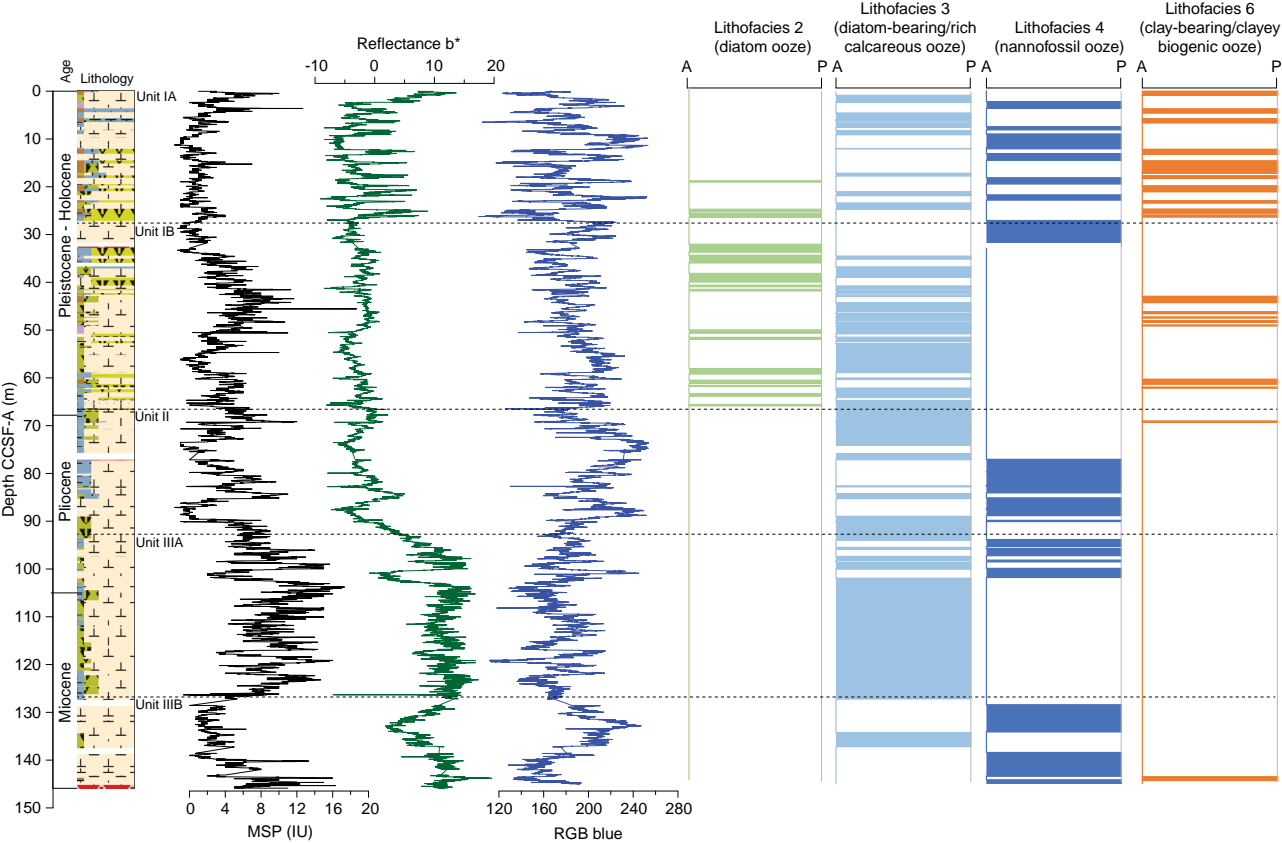 Lithofacies 2
(diatom ooze)
Lithofacies 3
(diatom-bearing/rich
calcareous ooze)
Lithofacies 4
(nannofossil ooze)
Lithofacies 6
(clay-bearing/clayey
biogenic ooze)
Reflectance b*
-10 0 10 20
A P A P A P A P
Age
Lithology
Depth CCSF-A (m)
0
10
20
30
40
50
60
70
80
90
100
110
120
130
140
150
Pleistocene - Holocene
Pliocene
Miocene
Unit IA
Unit IB
Unit II
Unit IIIA
Unit IIIB
0 4 8 12 16 20
MSP (IU)
120 160 200 240 280
RGB blue